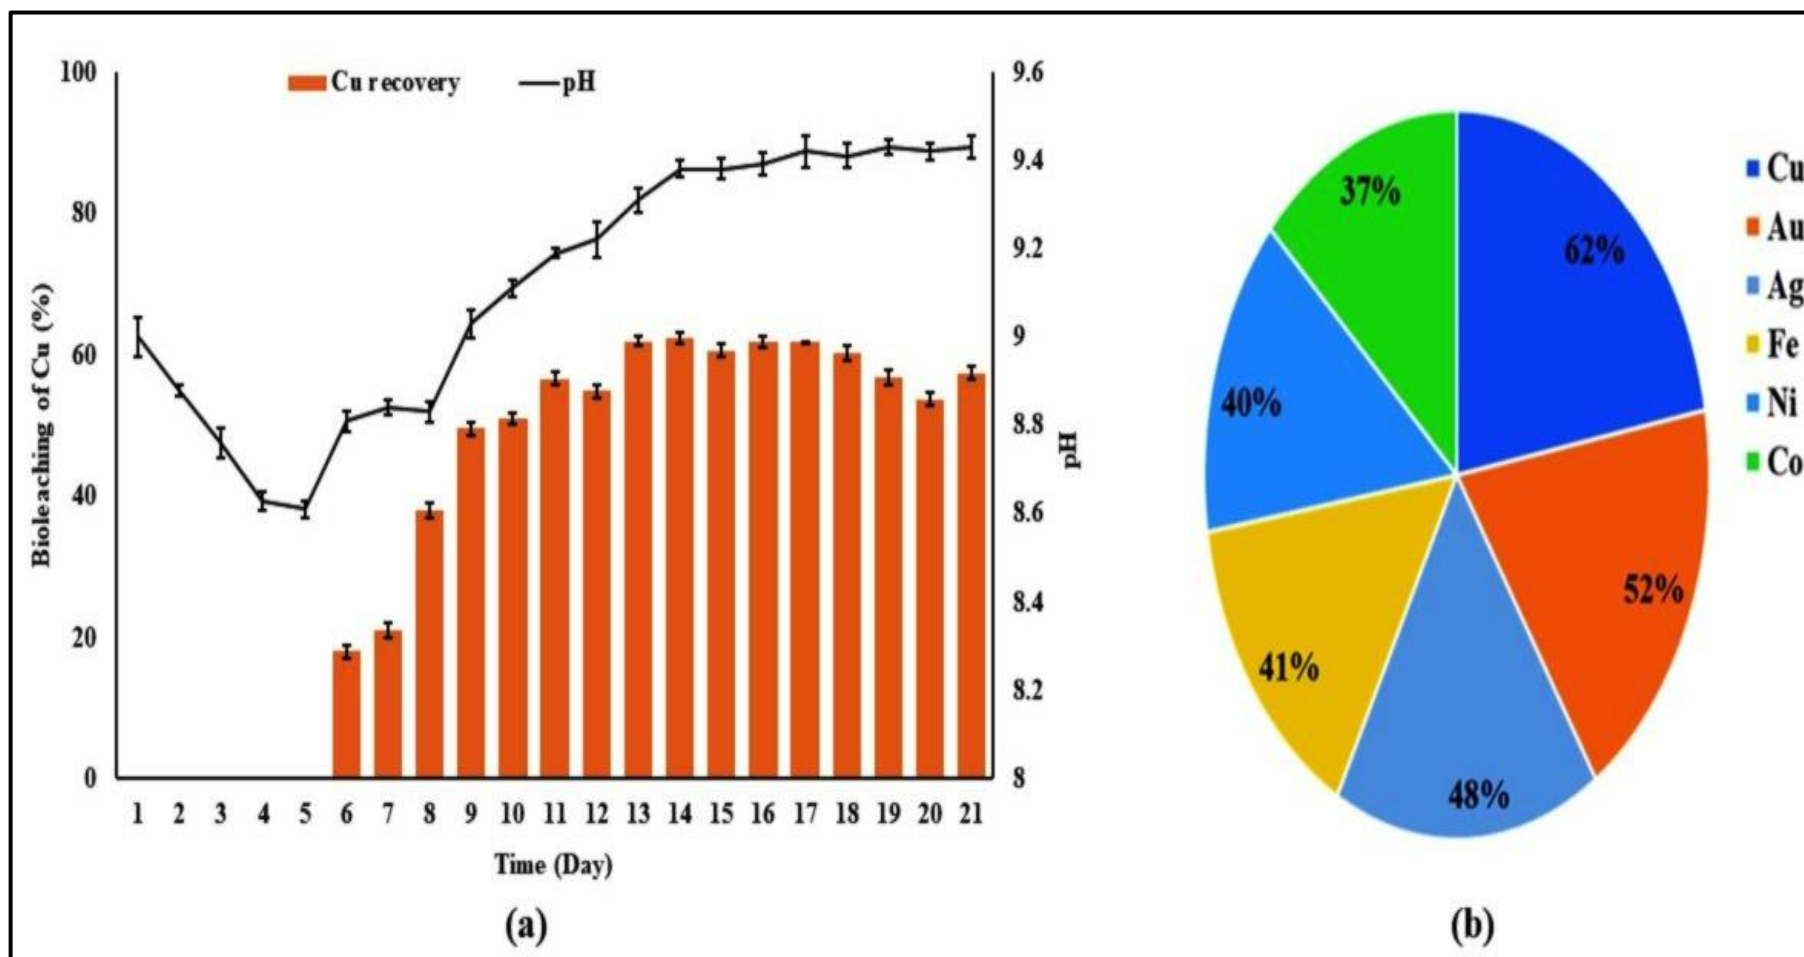 Cu recovery
pH
100
80
60
40
20
0
Bioleaching of Cu (%)
9.6
9.4
9.2
9
8.8
8.6
8.4
8.2
8
pH
1 2 3 4 5 6 7 8 9 10 11 12 13 14 15 16 17 18 19 20 21
Time (Day)
(a)
62%
52%
48%
41%
40%
37%
Cu
Au
Ag
Fe
Ni
Co
(b)